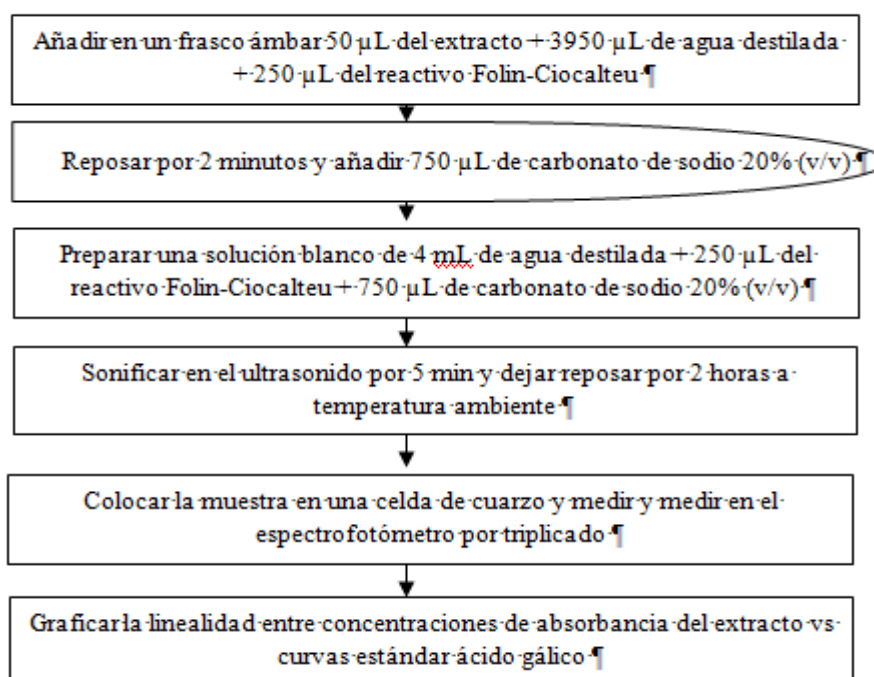 Añadir en un frasco ámbar 50 µL del extracto + 3950 µL de agua destilada
+ 250 µL del reactivo Folin-Ciocalteu ¶
Reposar por 2 minutos y añadir 750 µL de carbonato de sodio 20% (v/v) ¶
Preparar una solución blanco de 4 mL de agua destilada + 250 µL del
reactivo Folin-Ciocalteu + 750 µL de carbonato de sodio 20% (v/v) ¶
Sonificar en el ultrasonido por 5 min y dejar reposar por 2 horas a
temperatura ambiente ¶
Colocar la muestra en una celda de cuarzo y medir y medir en el
espectrofotómetro por triplicado ¶
Graficar la linealidad entre concentraciones de absorbancia del extracto vs
curvas estándar ácido gálico ¶